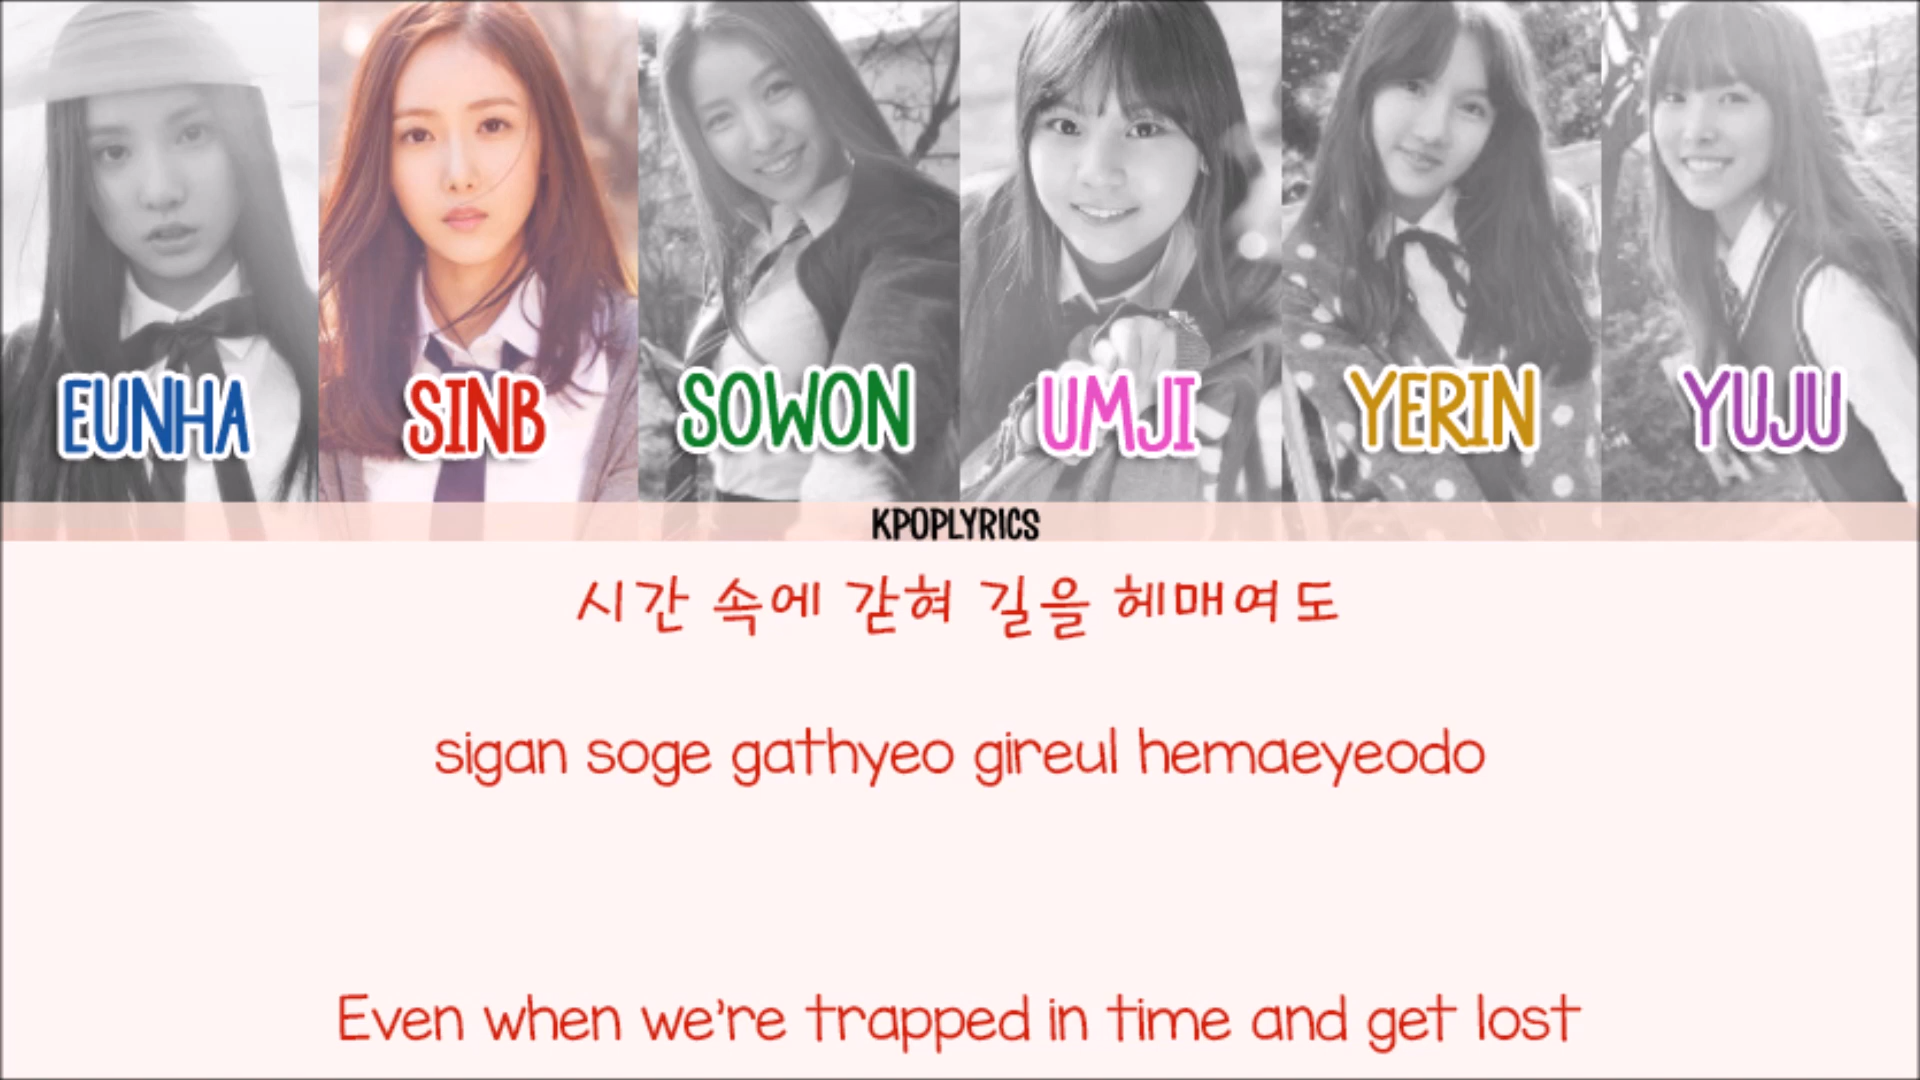 EUNHA SINB SOWON UMJI YERIN YUJU
KPOPLYRICS
시간 속에 갇혀 길을 헤매여도
sigan soge gathyeo gireul hemaeyeodo
Even when we're trapped in time and get lost